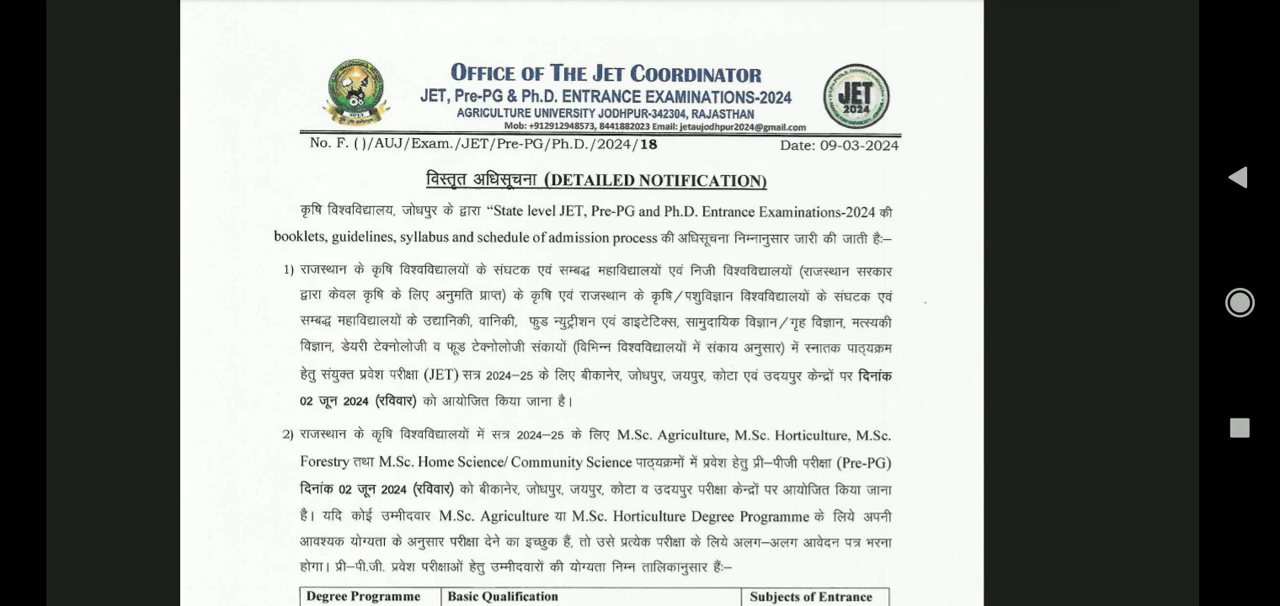 OFFICE OF THE JET COORDINATOR
JET, Pre-PG & Ph.D. ENTRANCE EXAMINATIONS-2024
AGRICULTURE UNIVERSITY JODHPUR-342304, RAJASTHAN
Mob: +912912948573, 8441882023 Email: jetaujodhpur2024@gmail.com
JET
2024
No. F. ()/AUJ/Exam./JET/Pre-PG/Ph.D./2024/18 Date: 09-03-2024
विस्तृत अधिसूचना (DETAILED NOTIFICATION)
कृषि विश्वविद्यालय, जोधपुर के द्वारा "State level JET, Pre-PG and Ph.D. Entrance Examinations-2024 की
booklets, guidelines, syllabus and schedule of admission process की अधिसूचना निम्नानुसार जारी की जाती हैः–
1) राजस्थान के कृषि विश्वविद्यालयों के संघटक एवं सम्बद्ध महाविद्यालयों एवं निजी विश्वविद्यालयों (राजस्थान सरकार
द्वारा केवल कृषि के लिए अनुमति प्राप्त) के कृषि एवं राजस्थान के कृषि/पशुविज्ञान विश्वविद्यालयों के संघटक एवं
सम्बद्ध महाविद्यालयों के उद्यानिकी, वानिकी, फुड न्युट्रीशन एवं डाइटेटिक्स, सामुदायिक विज्ञान/गृह विज्ञान, मत्स्यकी
विज्ञान, डेयरी टेक्नोलोजी व फूड टेक्नोलोजी संकायों (विभिन्न विश्वविद्यालयों में संकाय अनुसार) में स्नातक पाठ्यक्रम
हेतु संयुक्त प्रवेश परीक्षा (JET) सत्र 2024–25 के लिए बीकानेर, जोधपुर, जयपुर, कोटा एवं उदयपुर केन्द्रों पर दिनांक
02 जून 2024 (रविवार) को आयोजित किया जाना है।
2) राजस्थान के कृषि विश्वविद्यालयों में सत्र 2024–25 के लिए M.Sc. Agriculture, M.Sc. Horticulture, M.Sc.
Forestry तथा M.Sc. Home Science/ Community Science पाठ्यक्रमों में प्रवेश हेतु प्री–पीजी परीक्षा (Pre-PG)
दिनांक 02 जून 2024 (रविवार) को बीकानेर, जोधपुर, जयपुर, कोटा व उदयपुर परीक्षा केन्द्रों पर आयोजित किया जाना
है। यदि कोई उम्मीदवार M.Sc. Agriculture या M.Sc. Horticulture Degree Programme के लिये अपनी
आवश्यक योग्यता के अनुसार परीक्षा देने का इच्छुक हैं, तो उसे प्रत्येक परीक्षा के लिये अलग–अलग आवेदन पत्र भरना
होगा। प्री–पी.जी. प्रवेश परीक्षाओं हेतु उम्मीदवारों की योग्यता निम्न तालिकानुसार हैंः–
Degree Programme Basic Qualification Subjects of Entrance